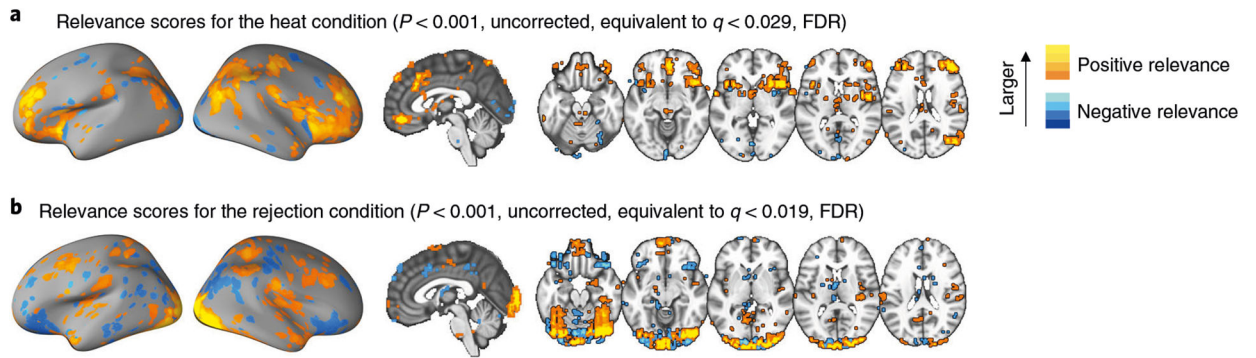 a
Relevance scores for the heat condition (P < 0.001, uncorrected, equivalent to q < 0.029, FDR)
Larger
Positive relevance
Negative relevance
b
Relevance scores for the rejection condition (P < 0.001, uncorrected, equivalent to q < 0.019, FDR)